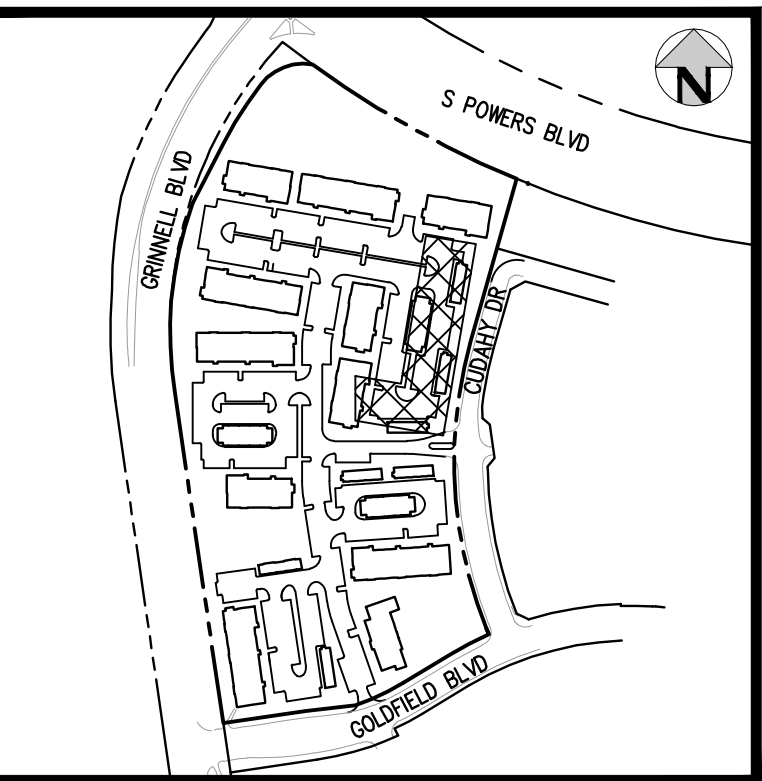 S POWERS BLVD
N
GRINNELL BLVD
CUDAHY DR
GOLDFIELD BLVD